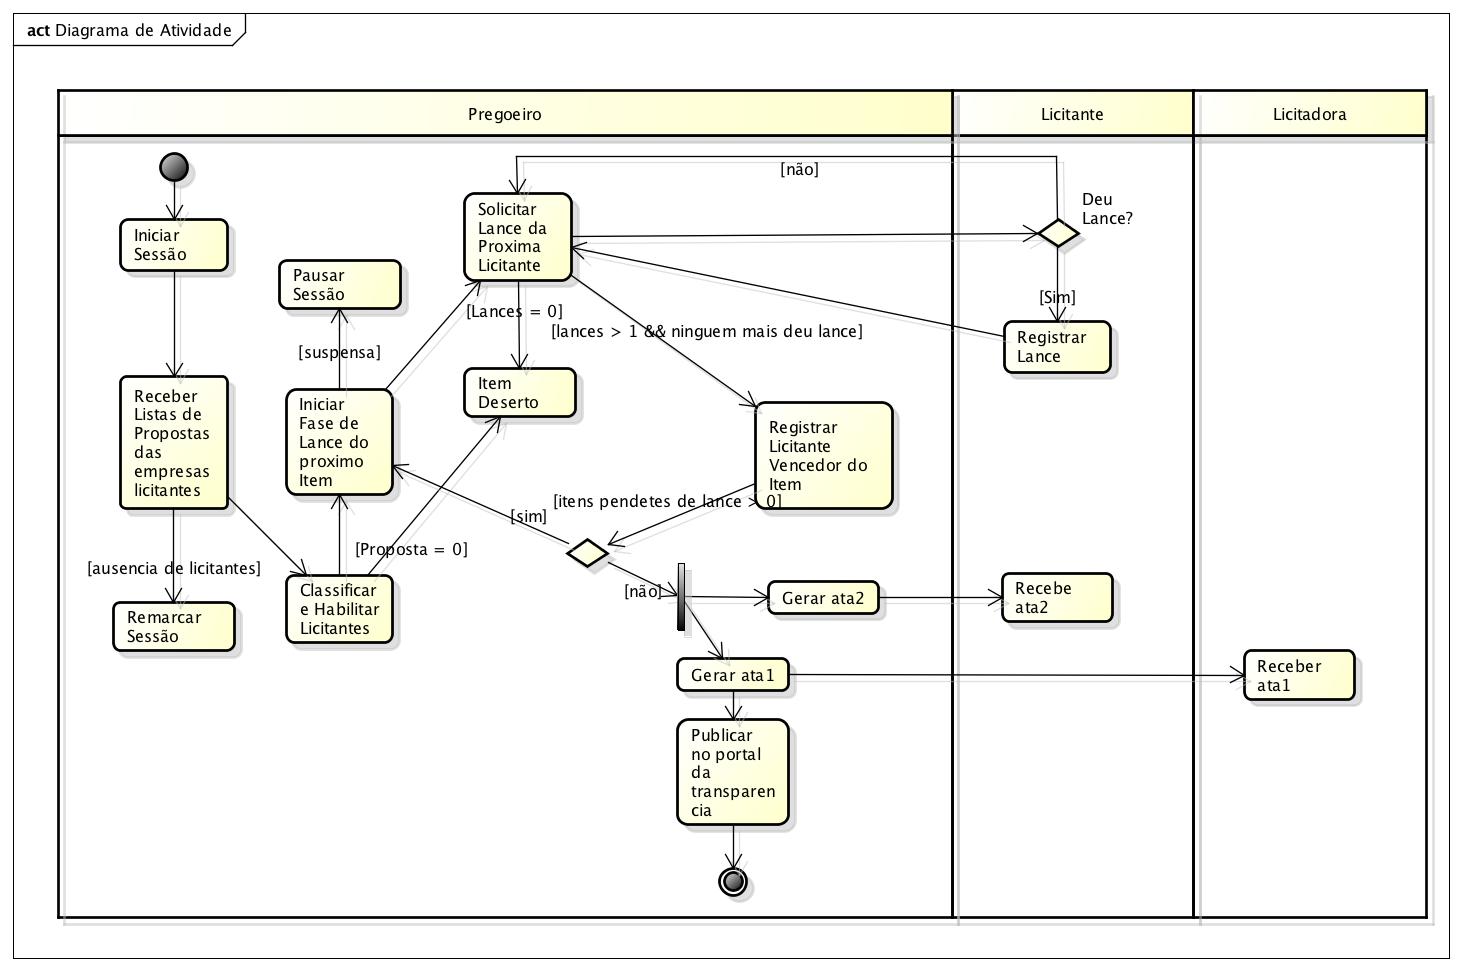 act Diagrama de Atividade
Pregoeiro
Licitante
Licitadora
[não]
Deu
Lance?
Solicitar
Lance da
Proxima
Licitante
Iniciar
Sessão
Pausar
Sessão
[Sim]
[Lances = 0]
[lances > 1 && ninguem mais deu lance]
Registrar
Lance
[suspensa]
Item
Deserto
Receber
Listas de
Propostas
das
empresas
licitantes
Iniciar
Fase de
Lance do
proximo
Item
Registrar
Licitante
Vencedor do
Item
[itens pendetes de lance > 0]
[sim]
[Proposta = 0]
[ausencia de licitantes]
[não]
Classificar
e Habilitar
Licitantes
Gerar ata2
Recebe
ata2
Remarcar
Sessão
Gerar ata1
Receber
ata1
Publicar
no portal
da
transparen
cia